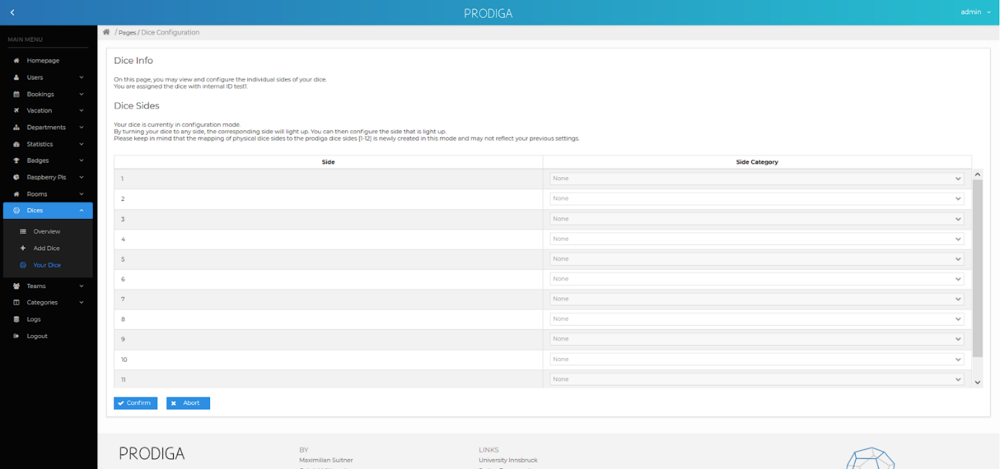 PRODIGA
admin
/ Pages / Dice Configuration
MAIN MENU
Homepage
Users
Bookings
Vacation
Departments
Statistics
Badges
Raspberry Pis
Rooms
Dices
Overview
Add Dice
Your Dice
Teams
Categories
Logs
Logout
Dice Info
On this page, you may view and configure the individual sides of your dice.
You are assigned the dice with internal ID test1.
Dice Sides
Your dice is currently in configuration mode.
By turning your dice to any side, the corresponding side will light up. You can then configure the side that is light up.
Please keep in mind that the mapping of physical dice sides to the prodiga dice sides [1-12] is newly created in this mode and may not reflect your previous settings.
Side Side Category
1 None
2 None
3 None
4 None
5 None
6 None
7 None
8 None
9 None
10 None
11 None
Confirm Abort
PRODIGA
BY
Maximilian Suitner
LINKS
University Innsbruck